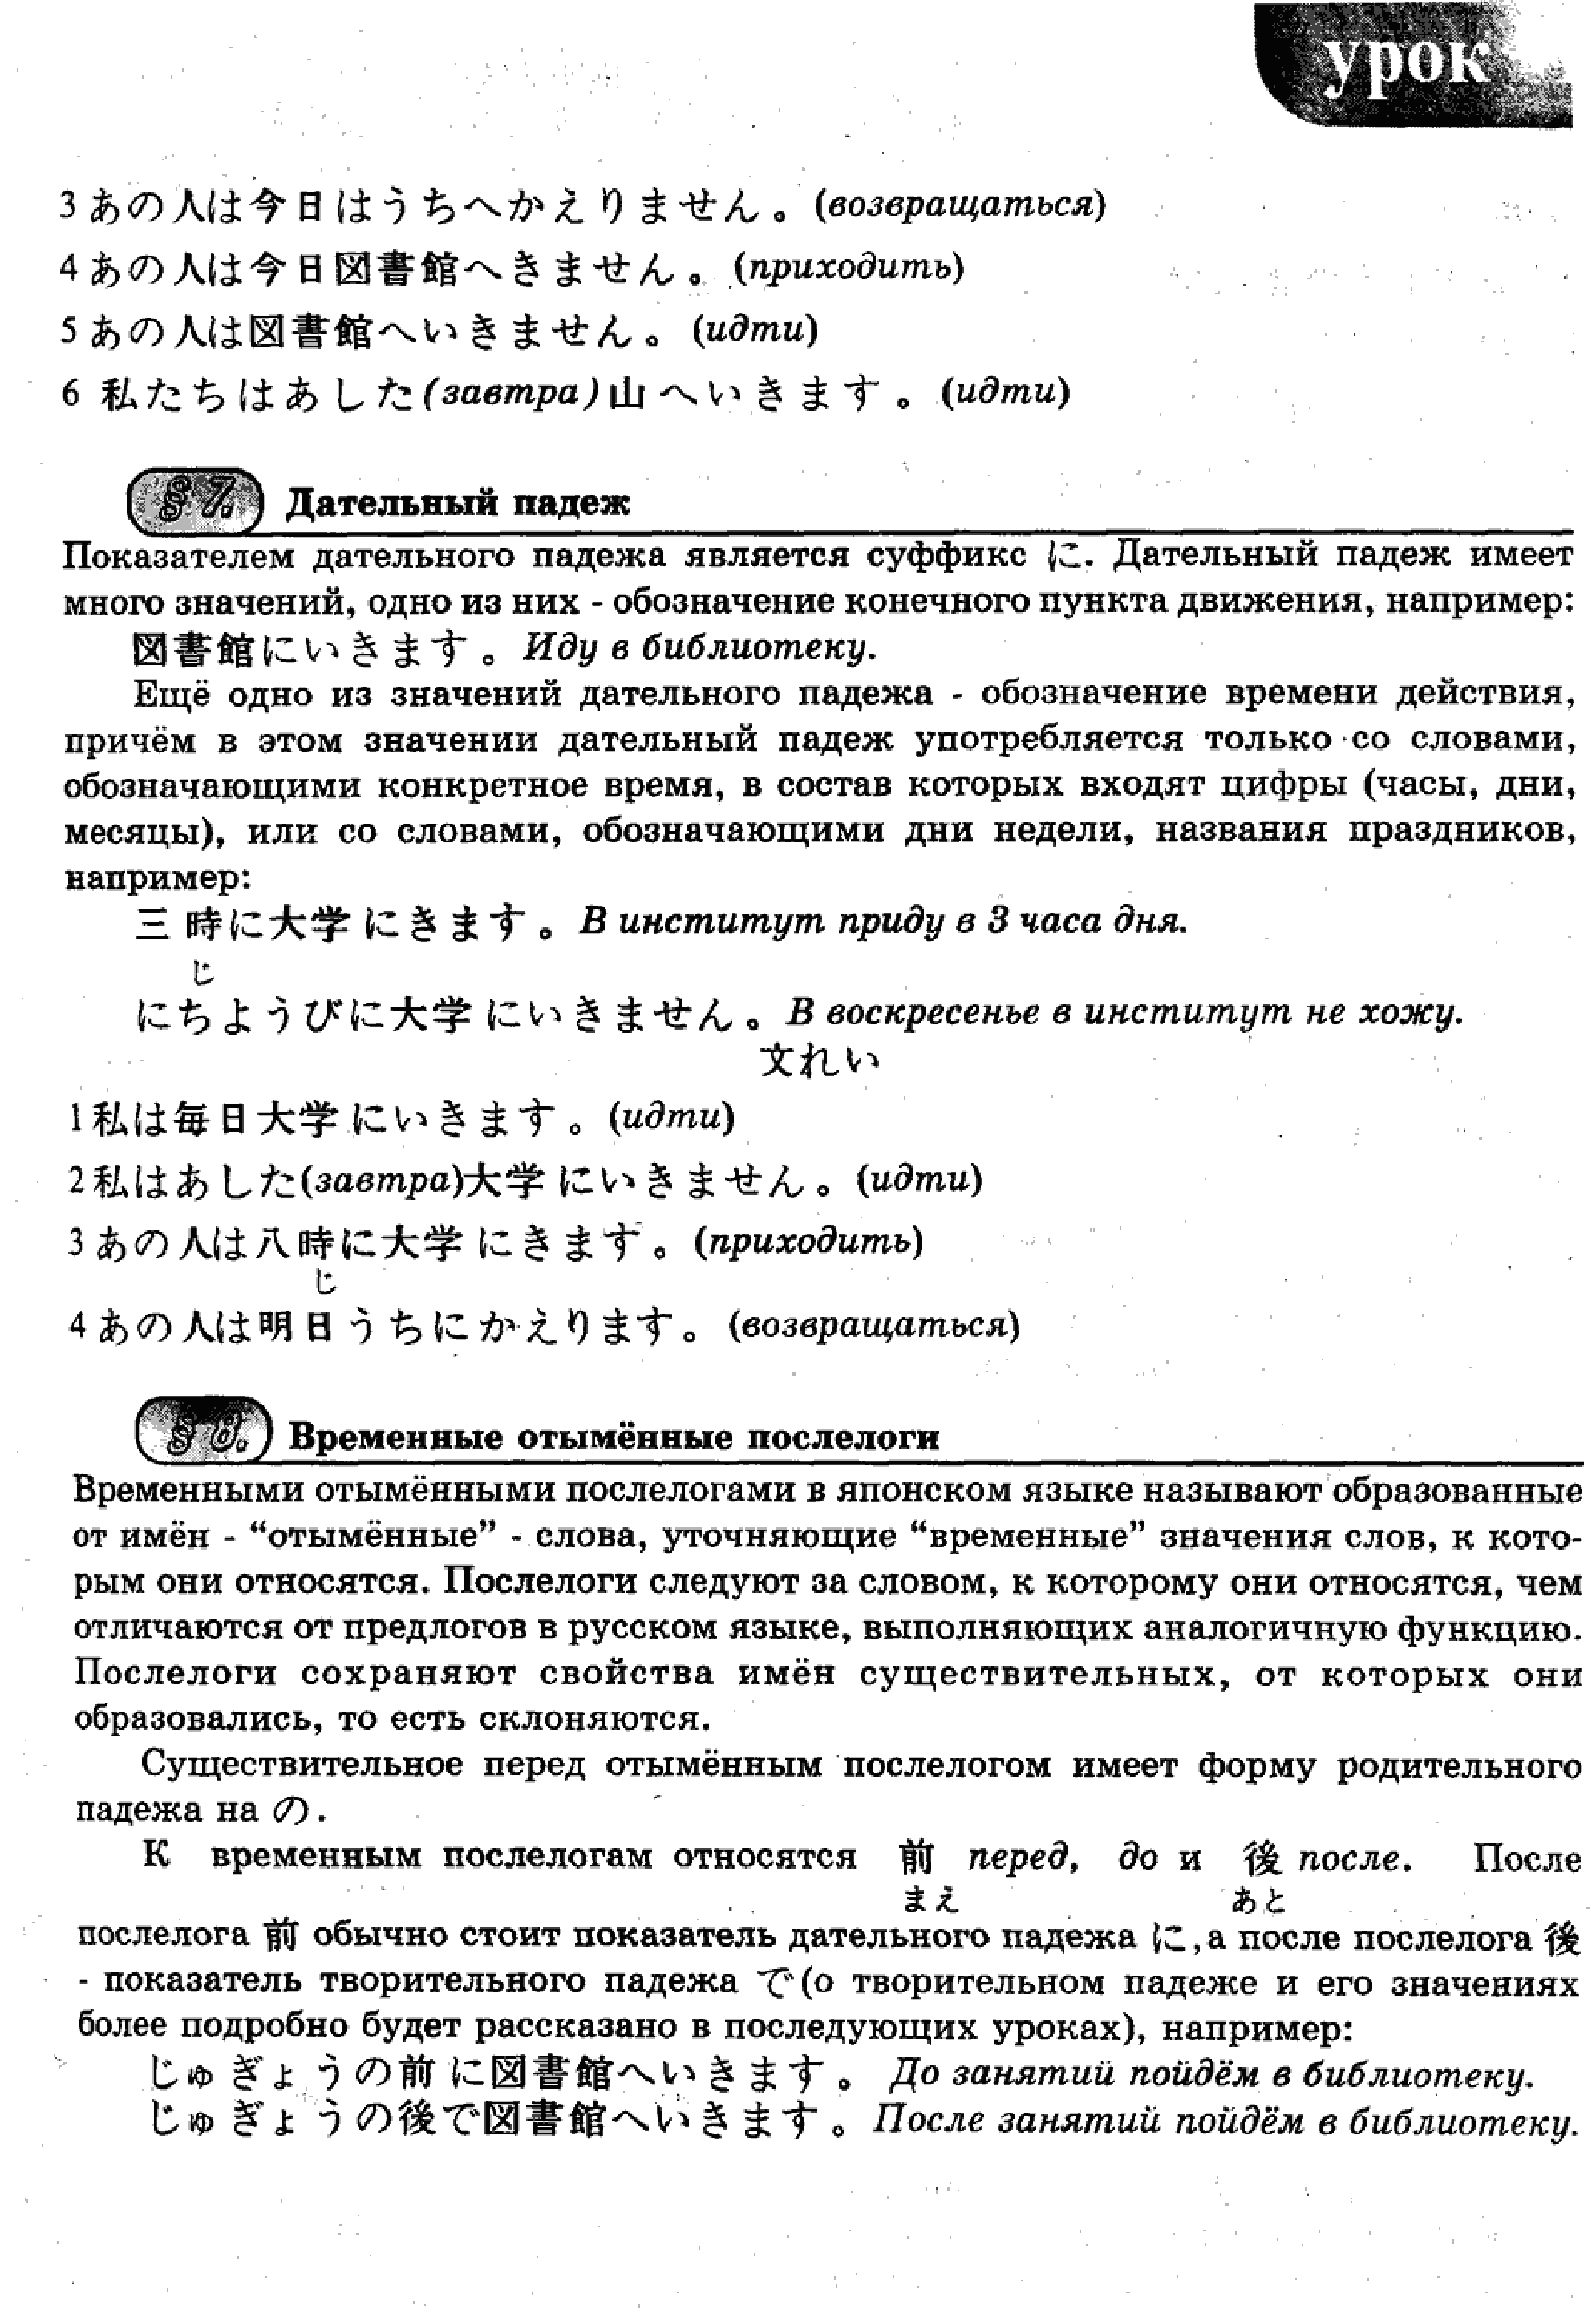 урок
3 あの人は今日はうちへかえりません。(возвращаться)
4 あの人は今日図書館へきません。(приходить)
5 あの人は図書館へいきません。(идти)
6 私たちはあした(завтра)山へいきます。(идти)
§ 7. Дательный падеж
Показателем дательного падежа является суффикс に. Дательный падеж имеет
много значений, одно из них - обозначение конечного пункта движения, например:
図書館にいきます。Иду в библиотеку.
Ещё одно из значений дательного падежа - обозначение времени действия,
причём в этом значении дательный падеж употребляется только со словами,
обозначающими конкретное время, в состав которых входят цифры (часы, дни,
месяцы), или со словами, обозначающими дни недели, названия праздников,
например:
三時に大学にきます。В институт приду в 3 часа дня.
じ
にちようびに大学にいきません。В воскресенье в институт не хожу.
文れい
1 私は毎日大学にいきます。(идти)
2 私はあした(завтра)大学にいきません。(идти)
3 あの人は八時に大学にきます。(приходить)
じ
4 あの人は明日うちにかえります。(возвращаться)
§ 8. Временные отымённые послелоги
Временными отымёнными послелогами в японском языке называют образованные
от имён - “отымённые” - слова, уточняющие “временные” значения слов, к кото-
рым они относятся. Послелоги следуют за словом, к которому они относятся, чем
отличаются от предлогов в русском языке, выполняющих аналогичную функцию.
Послелоги сохраняют свойства имён существительных, от которых они
образовались, то есть склоняются.
Существительное перед отымённым послелогом имеет форму родительного
падежа на の.
К временным послелогам относятся 前 перед, до и 後 после. После
まえ あと
послелога 前 обычно стоит показатель дательного падежа に, а после послелога 後
- показатель творительного падежа で (о творительном падеже и его значениях
более подробно будет рассказано в последующих уроках), например:
じゅぎょうの前に図書館へいきます。До занятий пойдём в библиотеку.
じゅぎょうの後で図書館へいきます。После занятий пойдём в библиотеку.